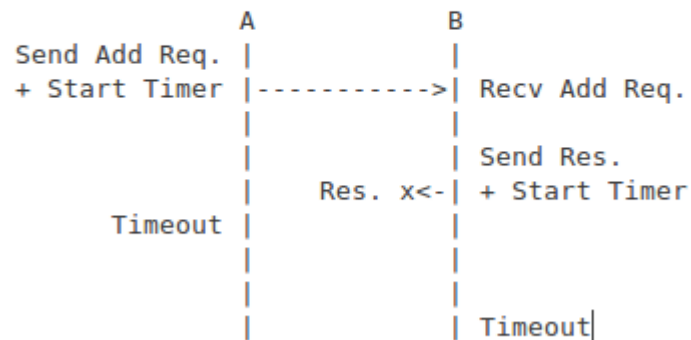 A B
Send Add Req. | |
+ Start Timer |----------->| Recv Add Req.
| |
| | Send Res.
| Res. x<-| + Start Timer
Timeout | |
| |
| |
| | Timeout|